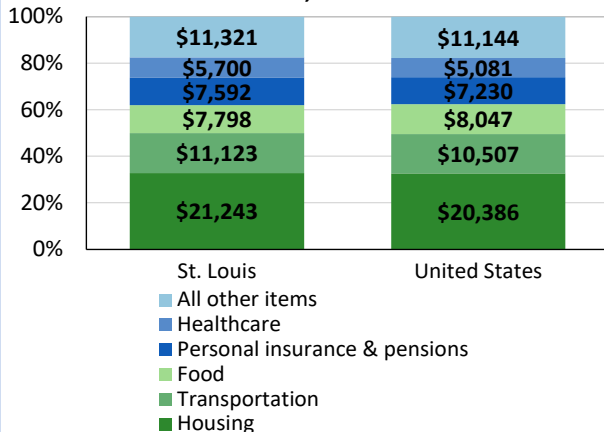 100%
80%
60%
40%
20%
0%
$11,321 $11,144
$5,700 $5,081
$7,592 $7,230
$7,798 $8,047
$11,123 $10,507
$21,243 $20,386
St. Louis United States
All other items
Healthcare
Personal insurance & pensions
Food
Transportation
Housing